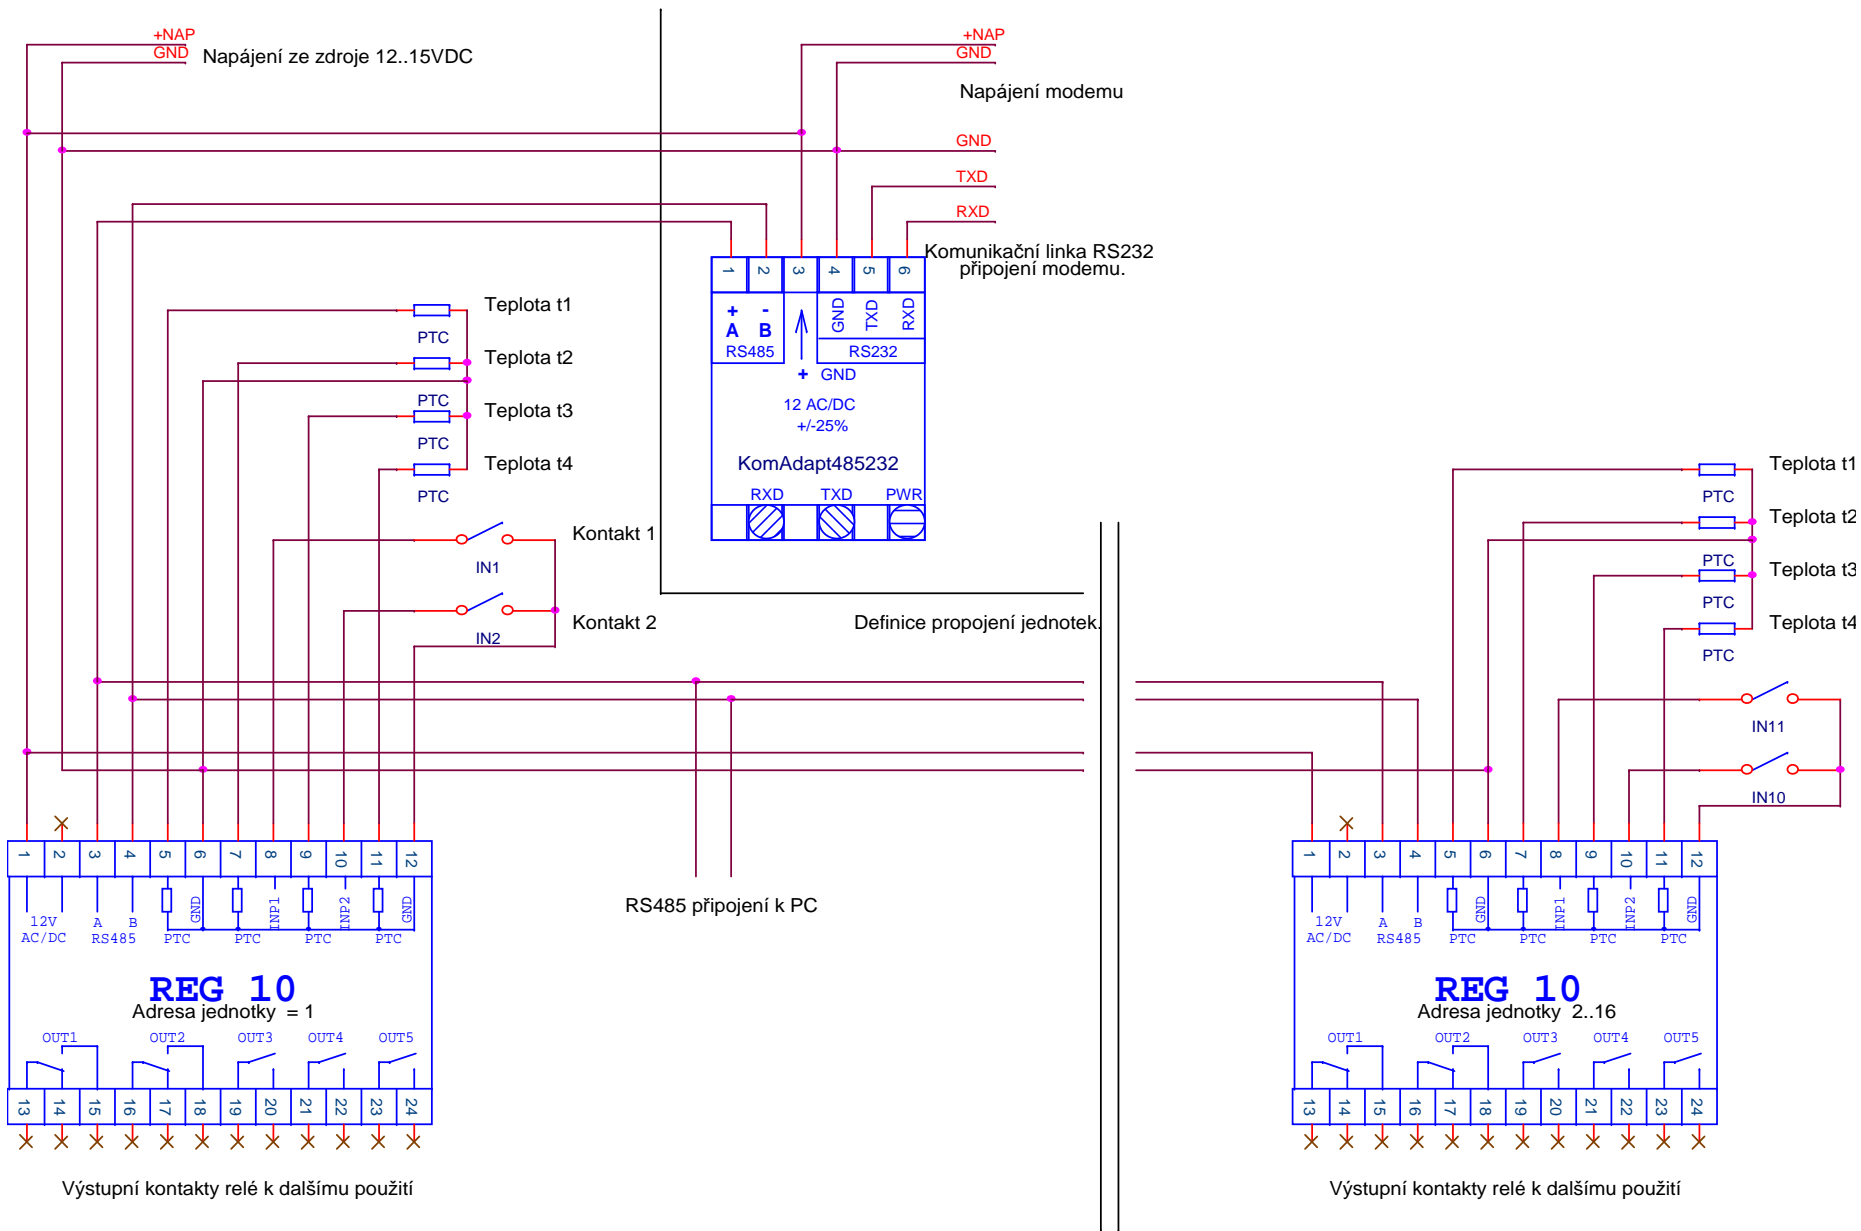 +NAP
GND
Napájení ze zdroje 12..15VDC
+NAP
GND
Napájení modemu
GND
TXD
RXD
Komunikační linka RS232
připojení modemu.
1 2 3 4 5 6
+ -
A B
RS485
GND
TXD
RXD
RS232
+ GND
12 AC/DC
+/-25%
KomAdapt485232
RXD TXD PWR
Teplota t1
PTC
Teplota t2
PTC
Teplota t3
PTC
Teplota t4
PTC
Kontakt 1
IN1
Kontakt 2
IN2
Definice propojení jednotek.
Teplota t1
PTC
Teplota t2
PTC
Teplota t3
PTC
Teplota t4
PTC
IN11
IN10
RS485 připojení k PC
1 2 3 4 5 6 7 8 9 10 11 12
GND INP1 INP2 GND
12V A B
AC/DC RS485 PTC PTC PTC PTC
REG 10
Adresa jednotky = 1
OUT1 OUT2 OUT3 OUT4 OUT5
13 14 15 16 17 18 19 20 21 22 23 24
Výstupní kontakty relé k dalšímu použití
1 2 3 4 5 6 7 8 9 10 11 12
GND INP1 INP2 GND
12V A B
AC/DC RS485 PTC PTC PTC PTC
REG 10
Adresa jednotky 2..16
OUT1 OUT2 OUT3 OUT4 OUT5
13 14 15 16 17 18 19 20 21 22 23 24
Výstupní kontakty relé k dalšímu použití